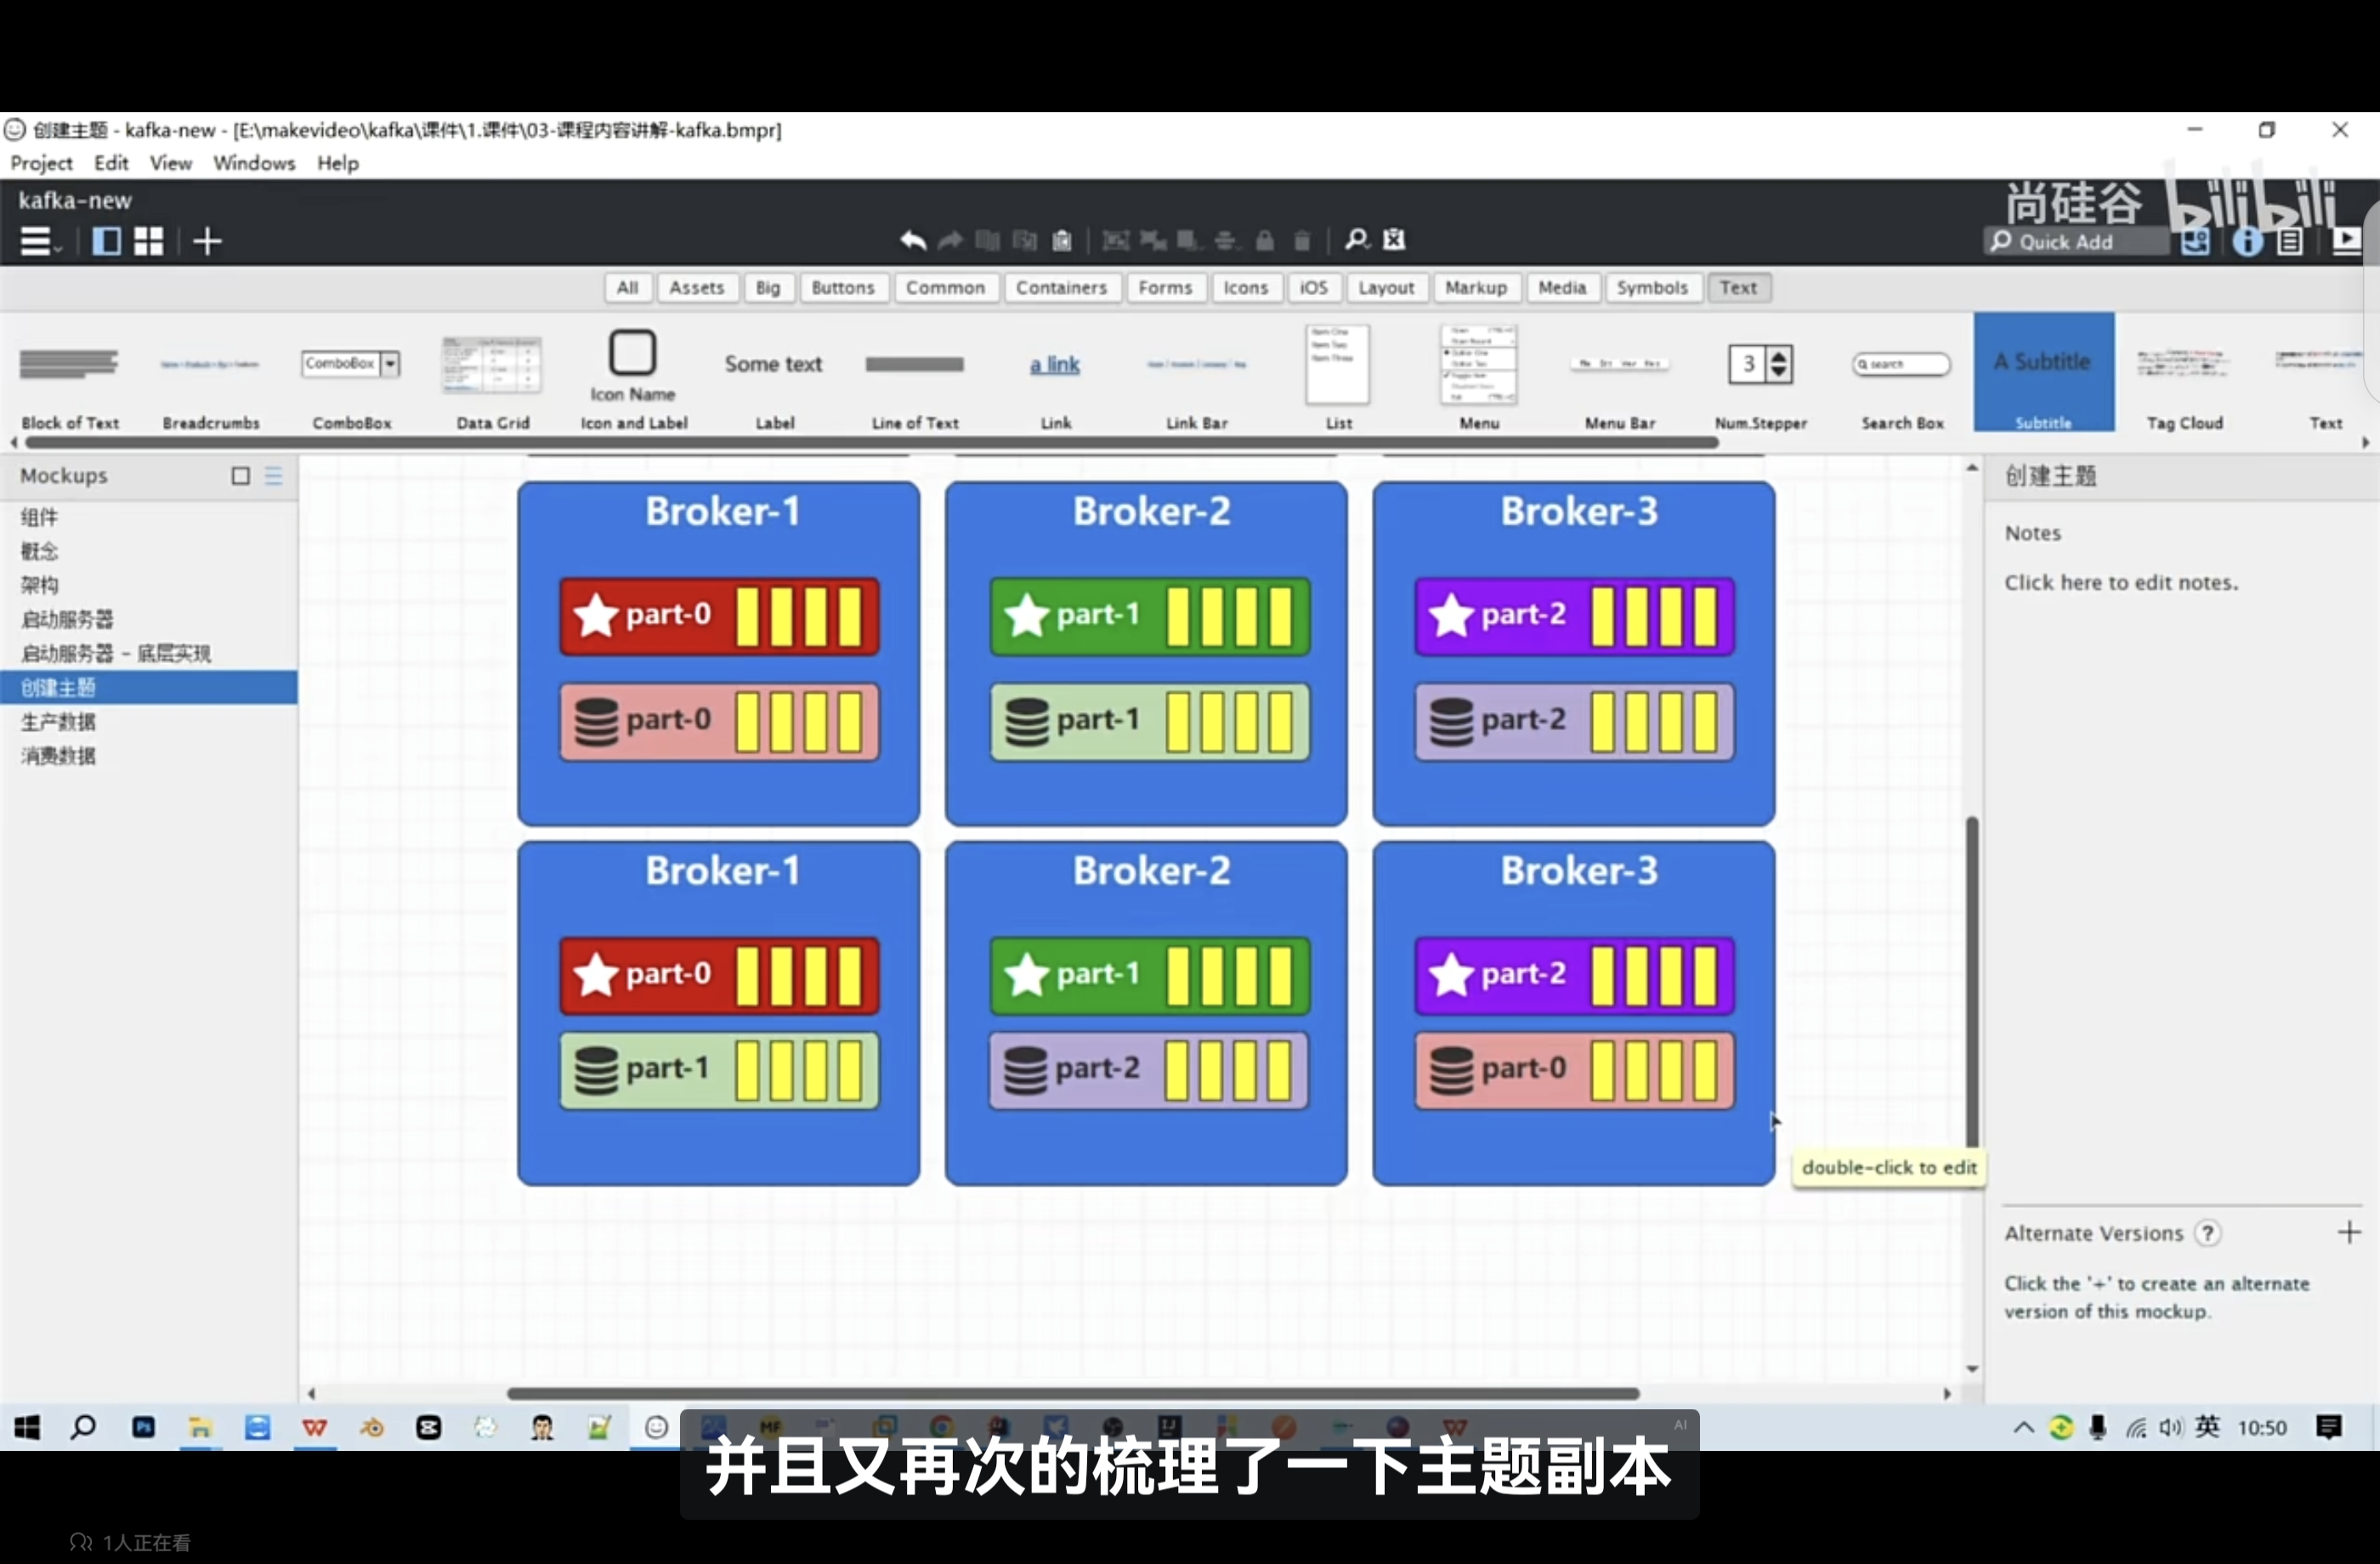 创建主题 - kafka-new - [E:\makevideo\kafka\课件\1.课件\03-课程内容讲解-kafka.bmpr]
Project Edit View Windows Help
kafka-new
尚硅谷 bilibili
Quick Add
All Assets Big Buttons Common Containers Forms Icons iOS Layout Markup Media Symbols Text
ComboBox
Icon Name
Some text
a link
Item One
Item Two
Item Three
3
search
A Subtitle
Block of Text Breadcrumbs ComboBox Data Grid Icon and Label Label Line of Text Link Link Bar List Menu Menu Bar Num.Stepper Search Box Subtitle Tag Cloud Text
Mockups
组件
概念
架构
启动服务器
启动服务器 - 底层实现
创建主题
生产数据
消费数据
Broker-1 Broker-2 Broker-3
part-0 part-1 part-2
part-0 part-1 part-2
Broker-1 Broker-2 Broker-3
part-0 part-1 part-2
part-1 part-2 part-0
double-click to edit
创建主题
Notes
Click here to edit notes.
Alternate Versions ?
Click the '+' to create an alternate
version of this mockup.
Ps
英 10:50
AI
并且又再次的梳理了一下主题副本
1人正在看